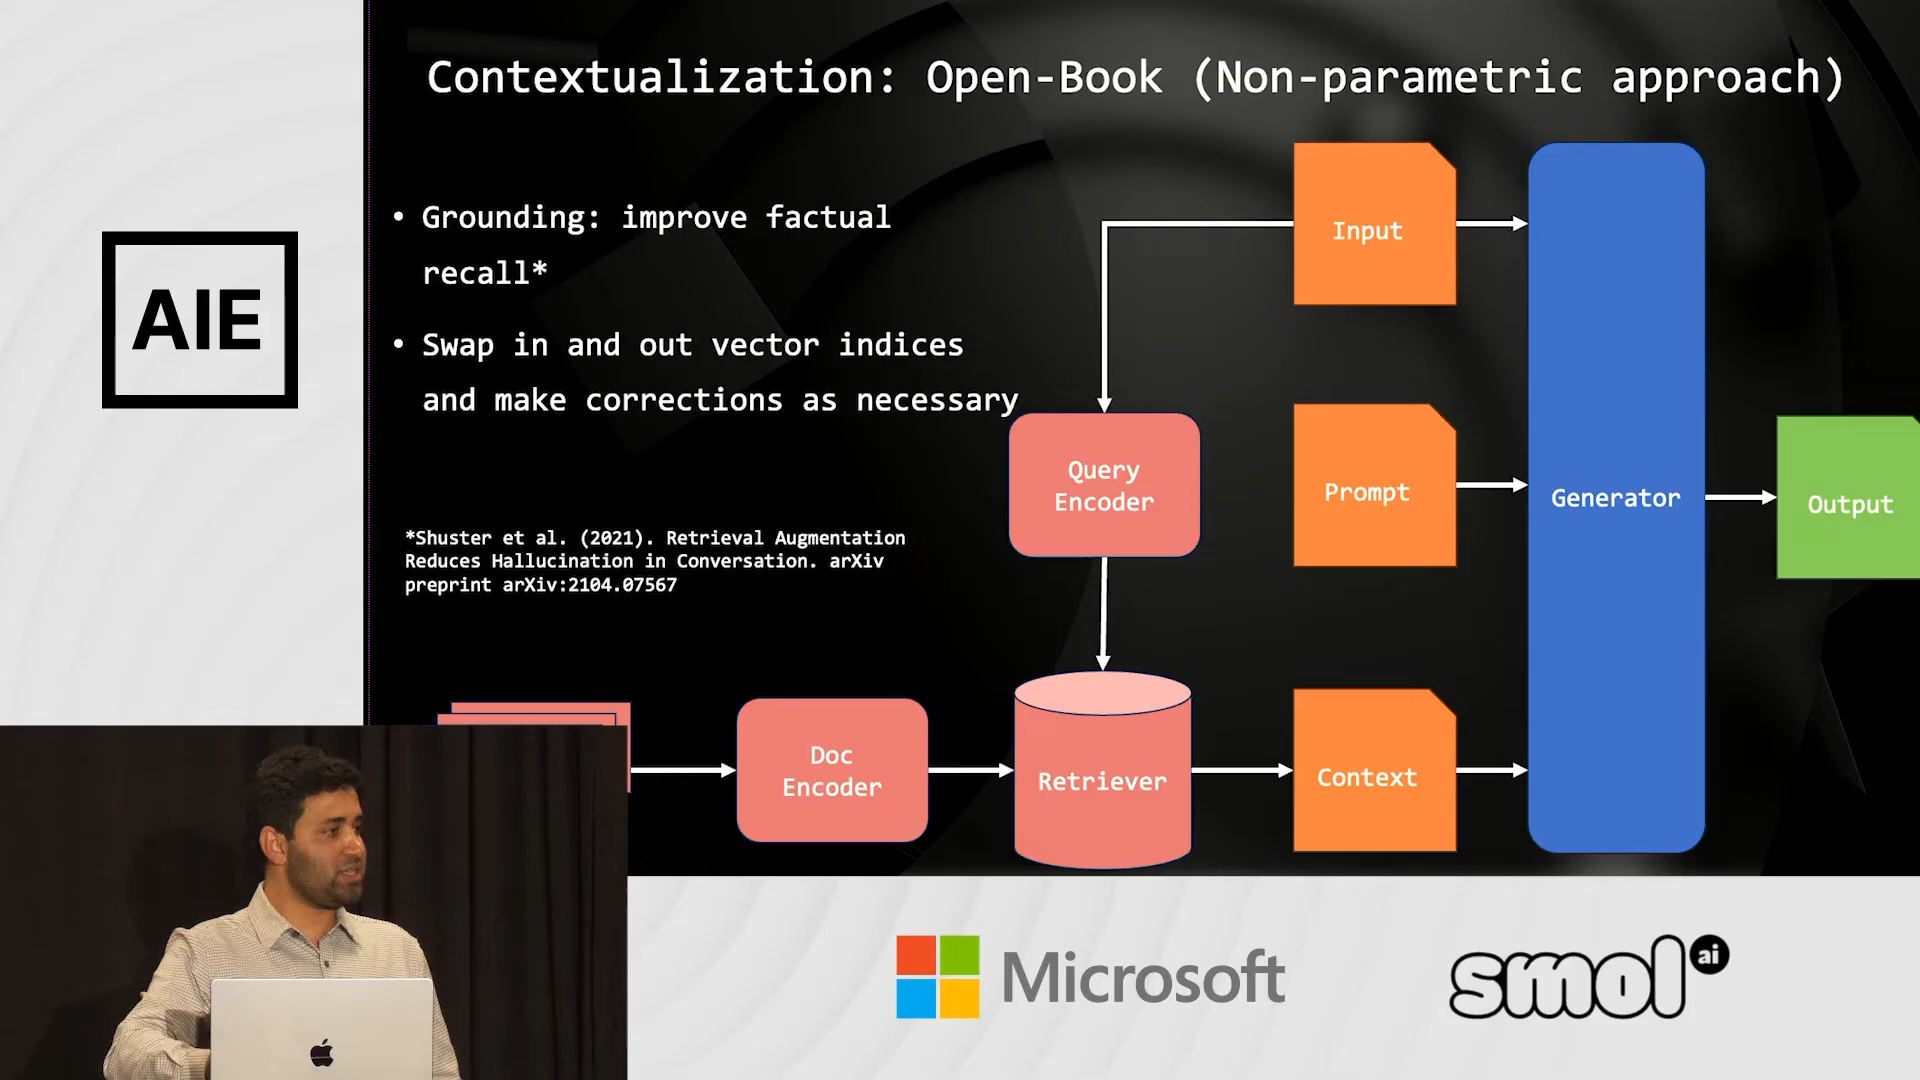 Contextualization: Open-Book (Non-parametric approach)
• Grounding: improve factual
recall*
• Swap in and out vector indices
and make corrections as necessary
*Shuster et al. (2021). Retrieval Augmentation
Reduces Hallucination in Conversation. arXiv
preprint arXiv:2104.07567
Input
Query
Encoder
Prompt
Generator
Output
Doc
Encoder
Retriever
Context
AIE
Microsoft
smol ai